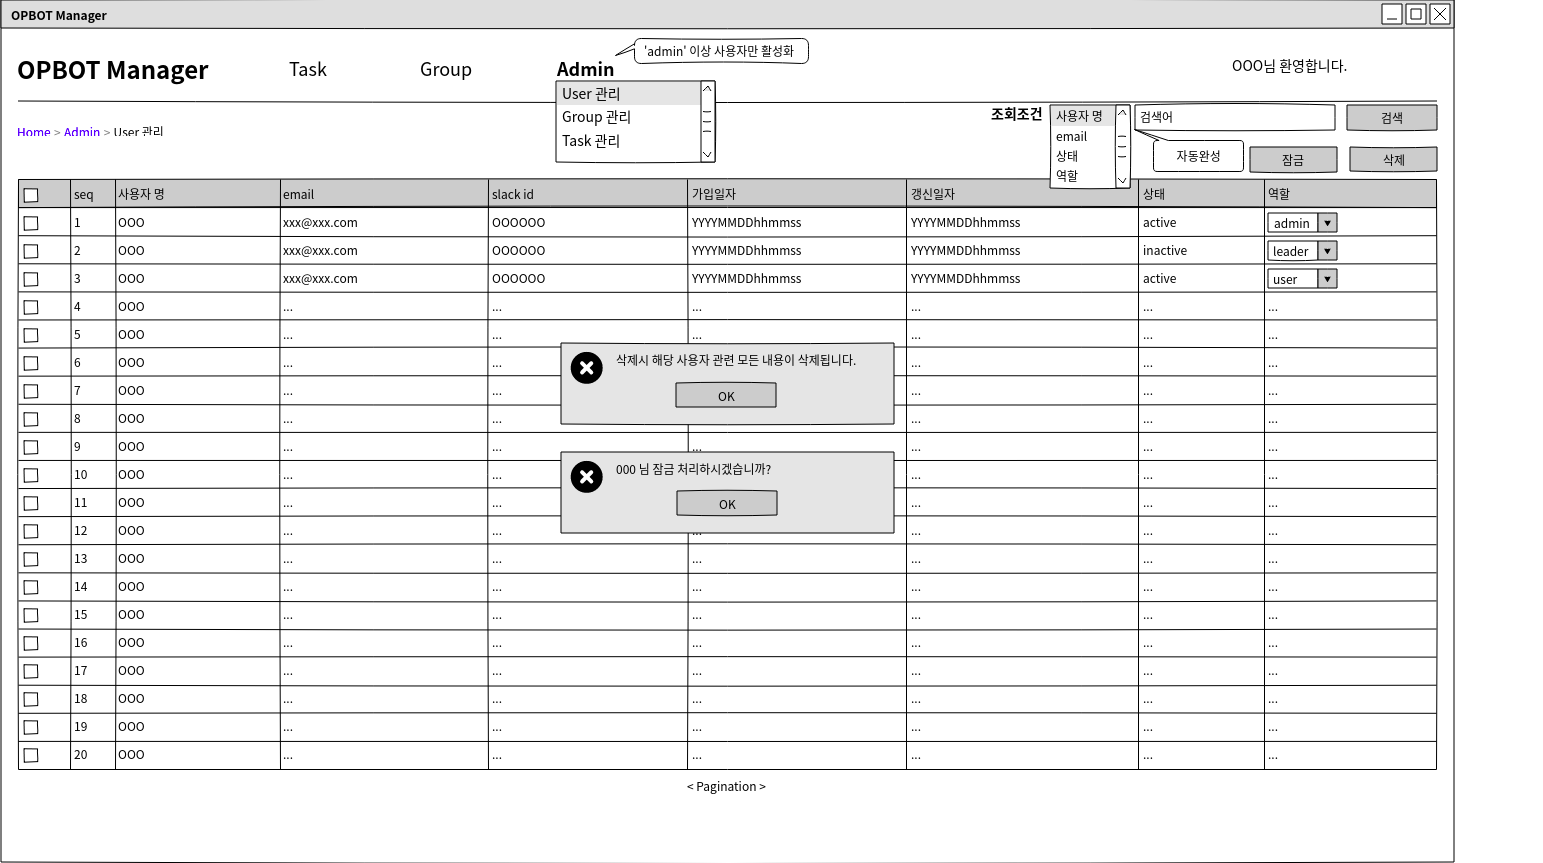 OPBOT Manager
'admin' 이상 사용자만 활성화
OPBOT Manager Task Group Admin OOO님 환영합니다.
User 관리
Group 관리
Task 관리
Home > Admin > User 관리
조회조건 사용자 명 검색어 검색
email
상태
역할
자동완성 잠금 삭제
seq 사용자 명 email slack id 가입일자 갱신일자 상태 역할
1 OOO xxx@xxx.com OOOOOO YYYYMMDDhhmmss YYYYMMDDhhmmss active admin
2 OOO xxx@xxx.com OOOOOO YYYYMMDDhhmmss YYYYMMDDhhmmss inactive leader
3 OOO xxx@xxx.com OOOOOO YYYYMMDDhhmmss YYYYMMDDhhmmss active user
4 OOO ... ... ... ... ... ...
5 OOO ... ... ... ... ... ...
6 OOO ... ... ... ... ...
7 OOO ... ... ... ... ...
8 OOO ... ... ... ... ...
9 OOO ... ... ... ... ... ...
10 OOO ... ... ... ... ...
11 OOO ... ... ... ... ...
12 OOO ... ... ... ... ... ...
13 OOO ... ... ... ... ... ...
14 OOO ... ... ... ... ... ...
15 OOO ... ... ... ... ... ...
16 OOO ... ... ... ... ... ...
17 OOO ... ... ... ... ... ...
18 OOO ... ... ... ... ... ...
19 OOO ... ... ... ... ... ...
20 OOO ... ... ... ... ... ...
삭제시 해당 사용자 관련 모든 내용이 삭제됩니다.
OK
000 님 잠금 처리하시겠습니까?
OK
< Pagination >